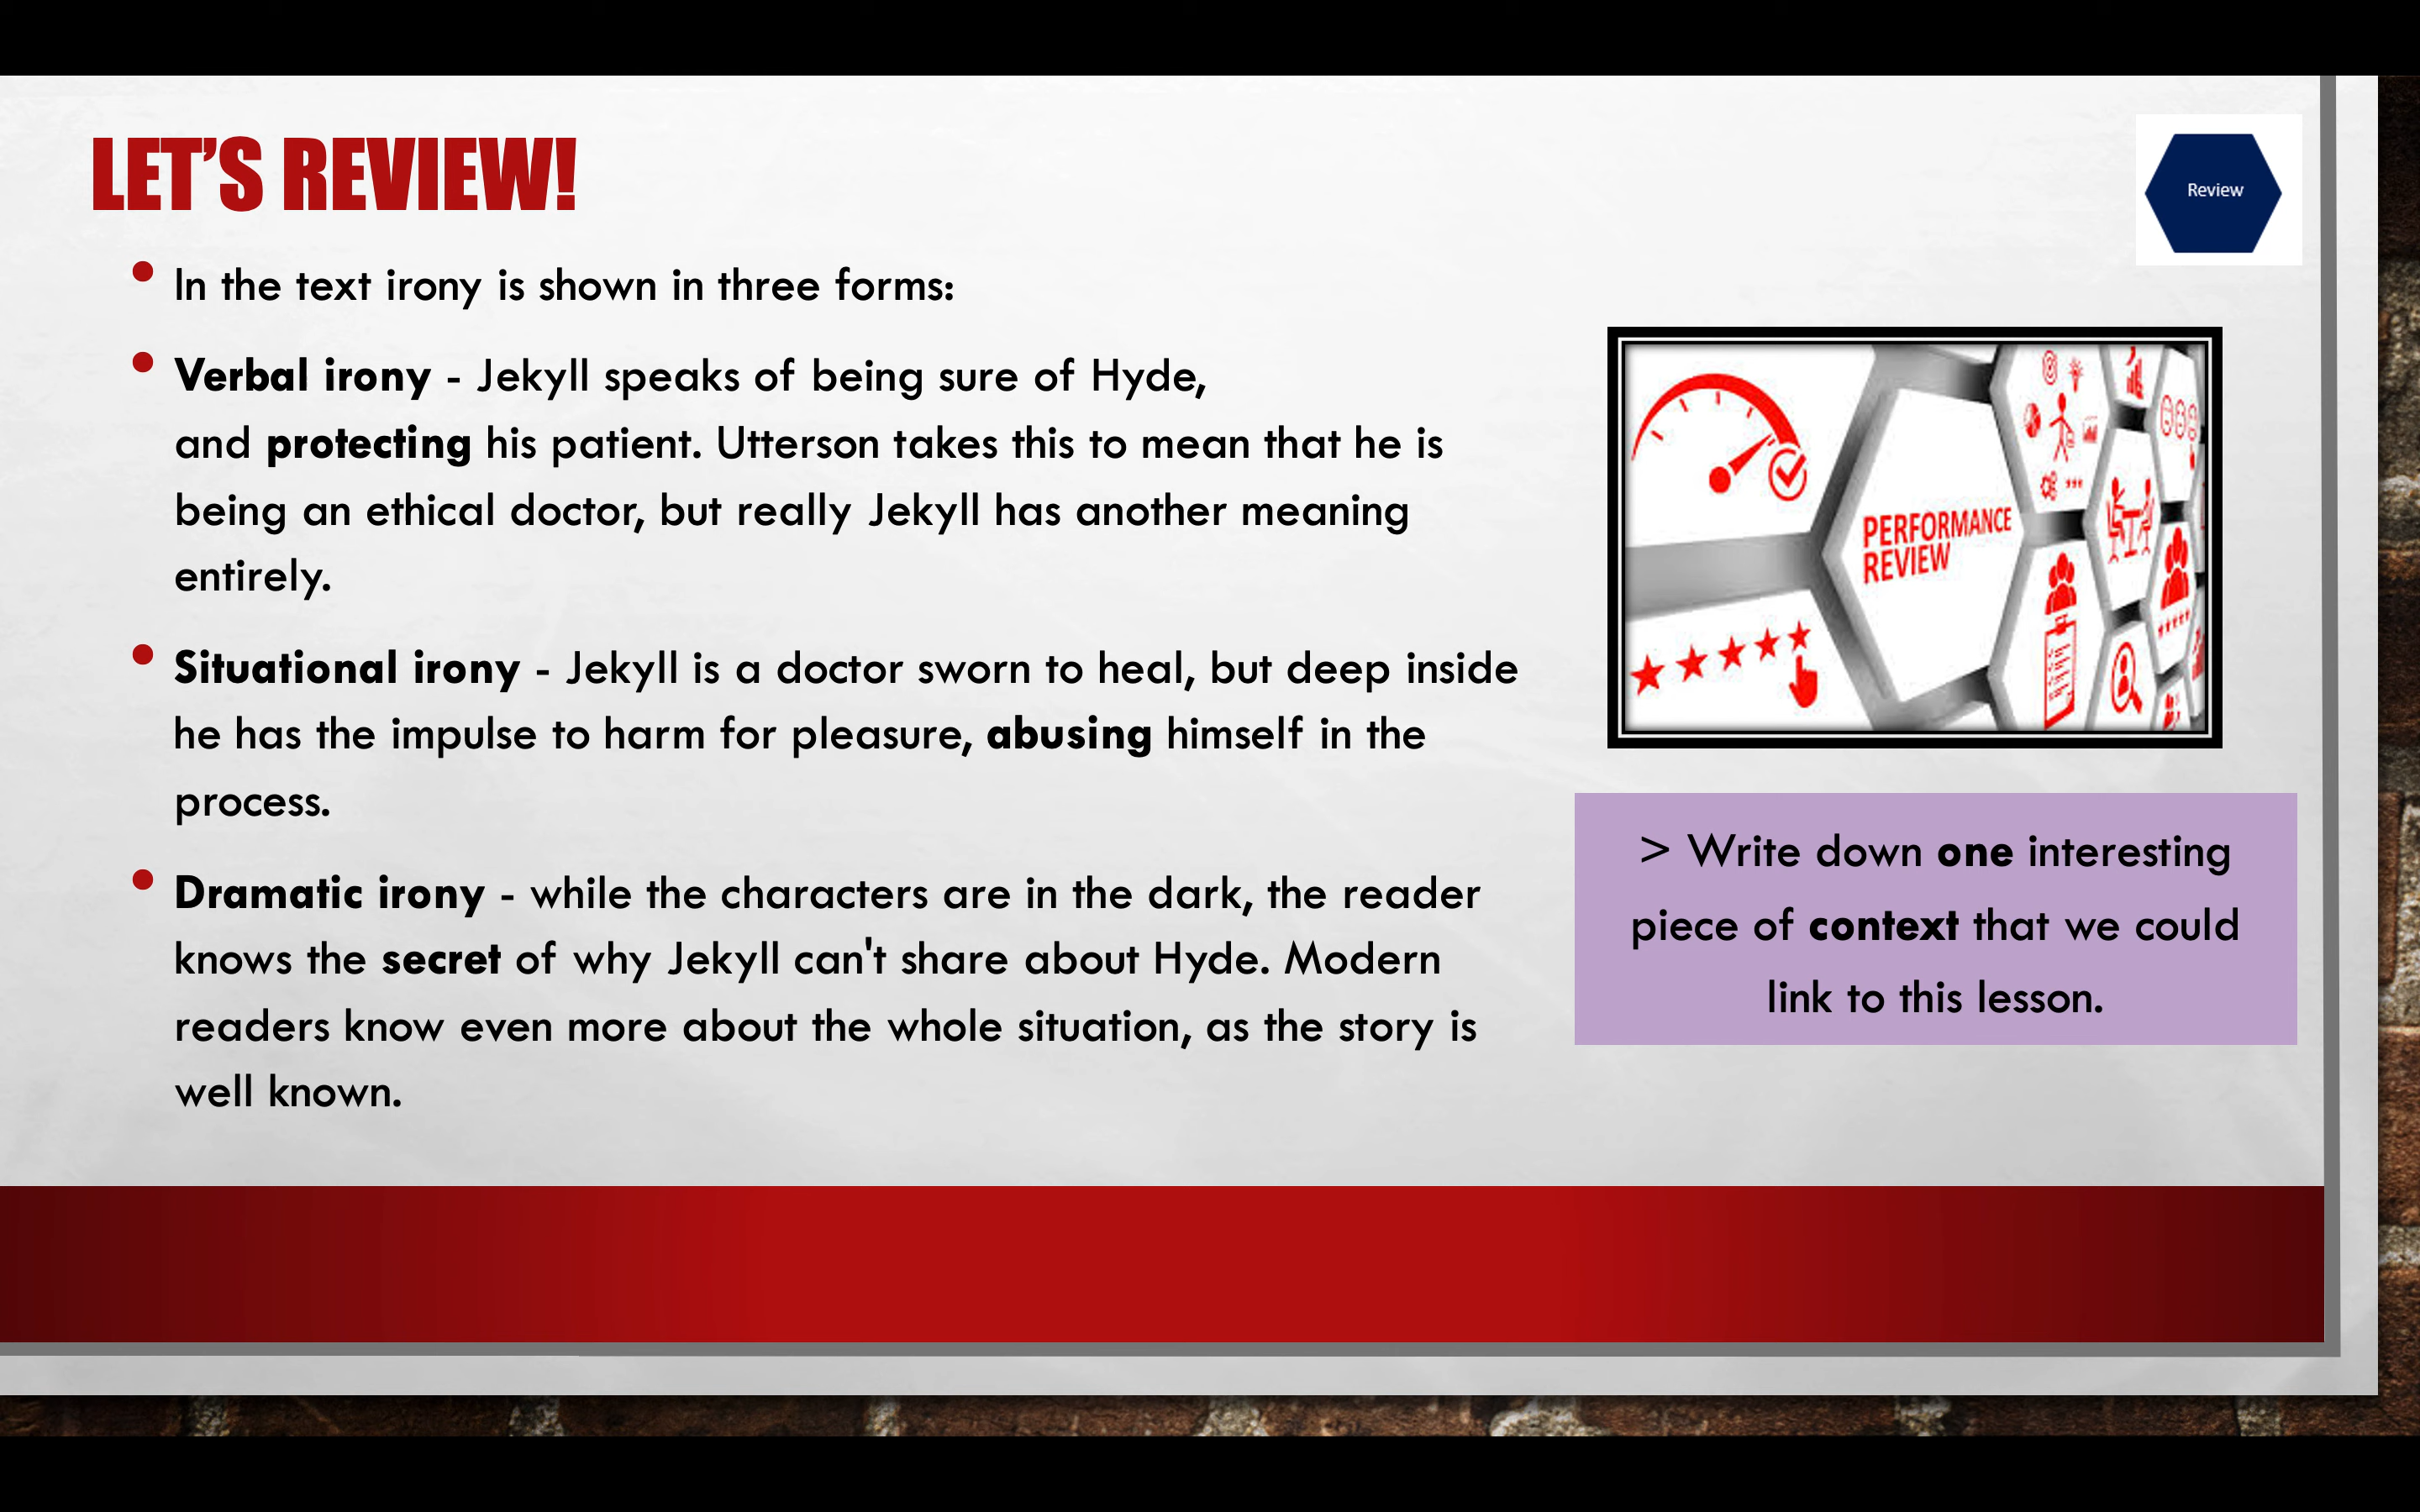 LET'S REVIEW!
Review
In the text irony is shown in three forms:
Verbal irony - Jekyll speaks of being sure of Hyde,
and protecting his patient. Utterson takes this to mean that he is
being an ethical doctor, but really Jekyll has another meaning
entirely.
Situational irony - Jekyll is a doctor sworn to heal, but deep inside
he has the impulse to harm for pleasure, abusing himself in the
process.
Dramatic irony - while the characters are in the dark, the reader
knows the secret of why Jekyll can't share about Hyde. Modern
readers know even more about the whole situation, as the story is
well known.
PERFORMANCE
REVIEW
> Write down one interesting
piece of context that we could
link to this lesson.